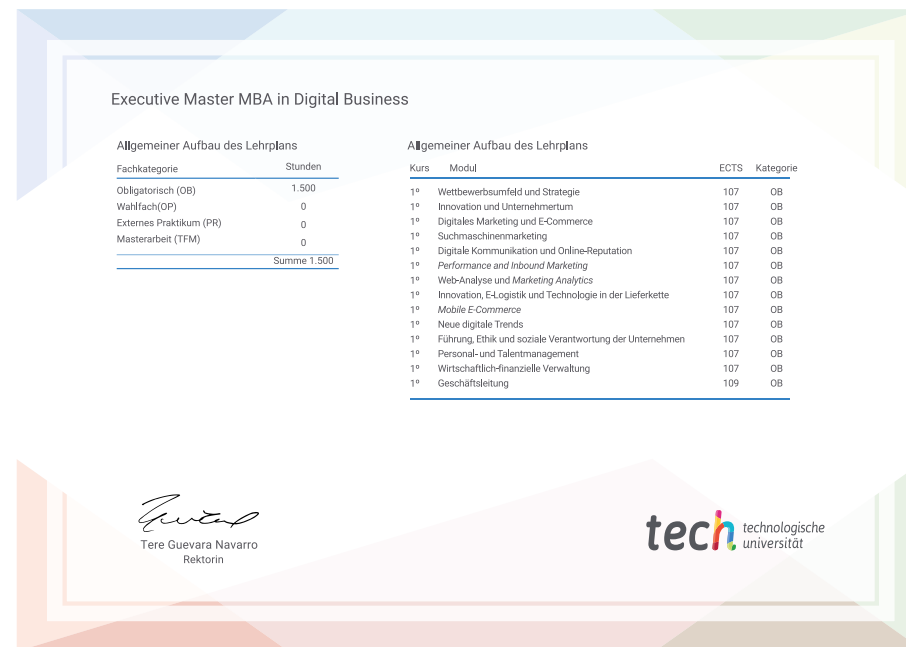 Executive Master MBA in Digital Business
Allgemeiner Aufbau des Lehrplans
Fachkategorie Stunden
Obligatorisch (OB) 1.500
Wahlfach(OP) 0
Externes Praktikum (PR) 0
Masterarbeit (TFM) 0
Summe 1.500
Allgemeiner Aufbau des Lehrplans
Kurs Modul ECTS Kategorie
1º Wettbewerbsumfeld und Strategie 107 OB
1º Innovation und Unternehmertum 107 OB
1º Digitales Marketing und E-Commerce 107 OB
1º Suchmaschinenmarketing 107 OB
1º Digitale Kommunikation und Online-Reputation 107 OB
1º Performance and Inbound Marketing 107 OB
1º Web-Analyse und Marketing Analytics 107 OB
1º Innovation, E-Logistik und Technologie in der Lieferkette 107 OB
1º Mobile E-Commerce 107 OB
1º Neue digitale Trends 107 OB
1º Führung, Ethik und soziale Verantwortung der Unternehmen 107 OB
1º Personal- und Talentmanagement 107 OB
1º Wirtschaftlich-finanzielle Verwaltung 107 OB
1º Geschäftsleitung 109 OB
Tere Guevara Navarro
Rektorin
tech technologische
universität